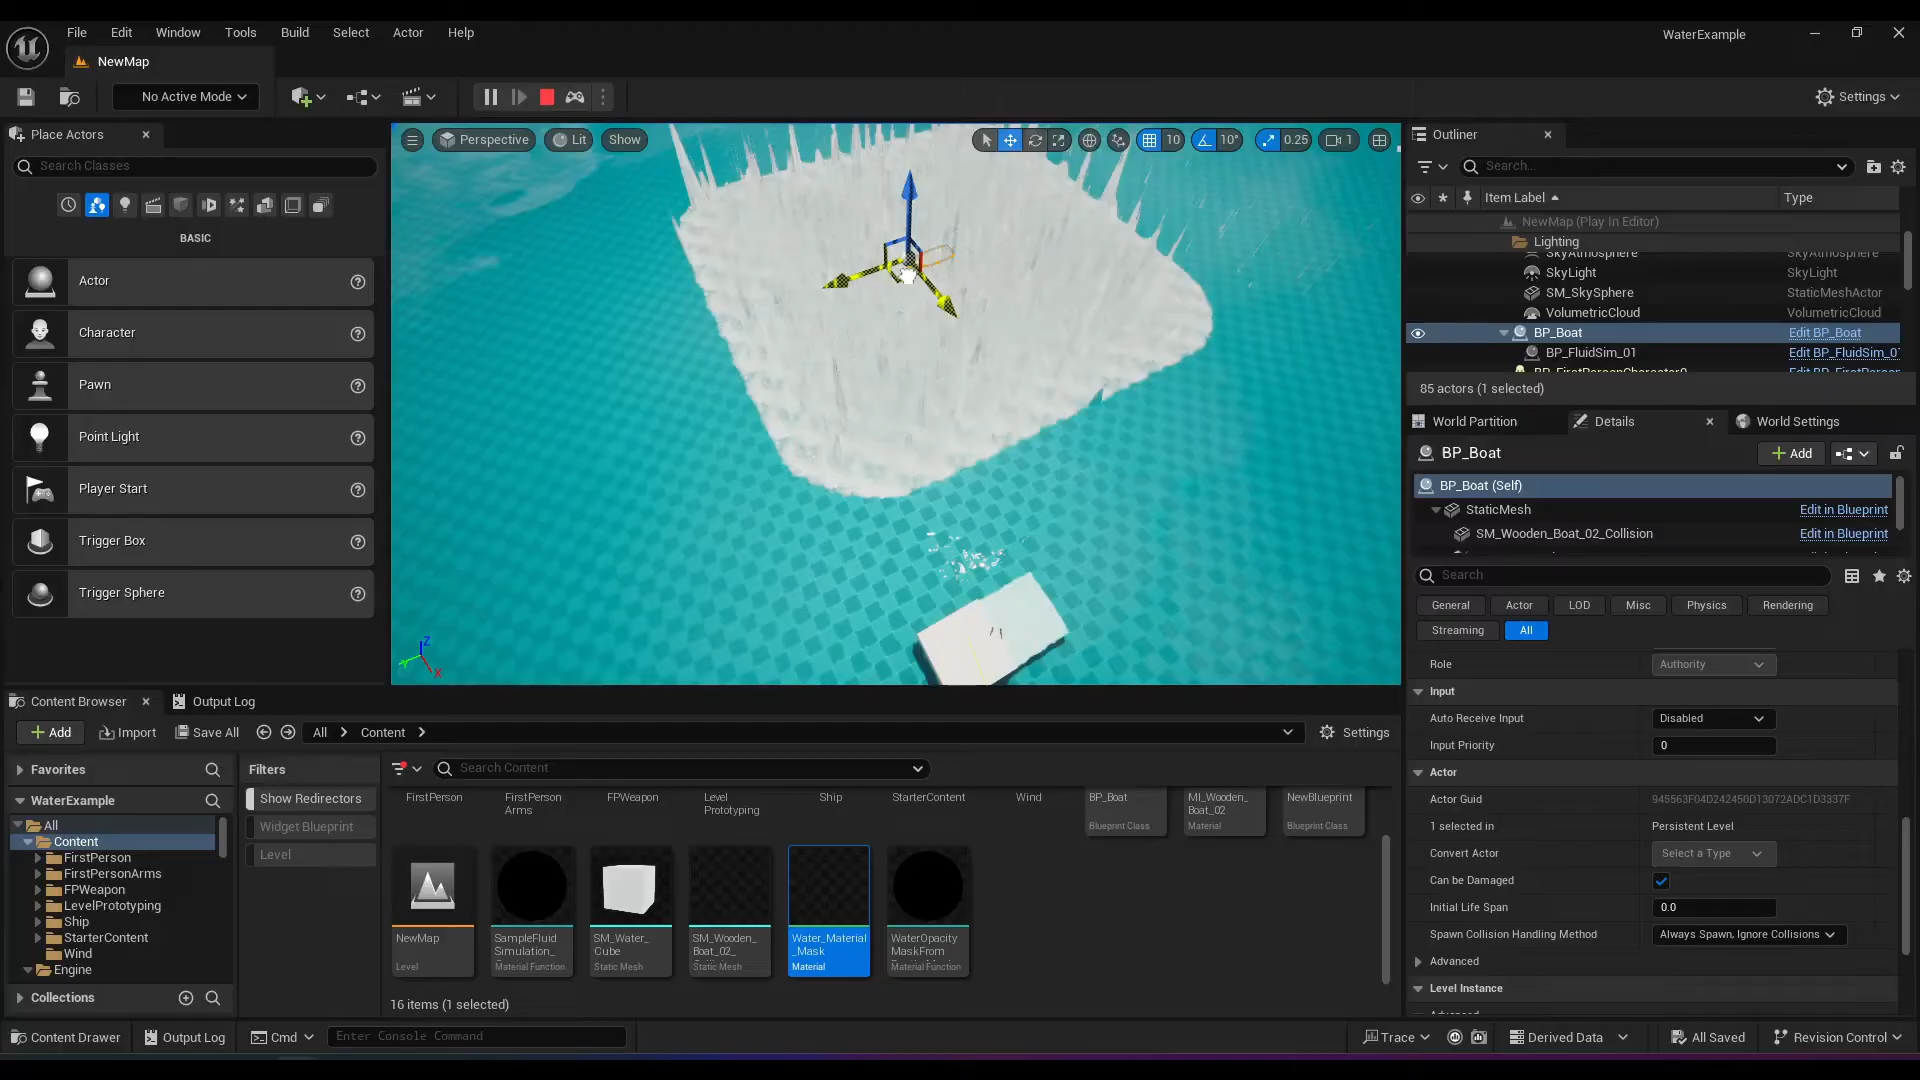 File Edit Window Tools Build Select Actor Help
WaterExample
NewMap
No Active Mode
Settings
Place Actors
Search Classes
BASIC
Actor
Character
Pawn
Point Light
Player Start
Trigger Box
Trigger Sphere
Perspective Lit Show
10 10° 0.25 1
Z
X
Outliner
Search...
Item Label Type
NewMap (Play In Editor)
Lighting
SkyAtmosphere SkyAtmosphere
SkyLight SkyLight
SM_SkySphere StaticMeshActor
VolumetricCloud VolumetricCloud
BP_Boat Edit BP_Boat
BP_FluidSim_01 Edit BP_FluidSim_0
BP_FirstPersonCharacter0 Edit BP_FirstPerson
85 actors (1 selected)
World Partition Details World Settings
BP_Boat Add
BP_Boat (Self)
StaticMesh Edit in Blueprint
SM_Wooden_Boat_02_Collision Edit in Blueprint
Search
General Actor LOD Misc Physics Rendering
Streaming All
Role Authority
Input
Auto Receive Input Disabled
Input Priority 0
Actor
Actor Guid 945563F04D242450D13072ADC1D3337F
1 selected in Persistent Level
Convert Actor Select a Type
Can be Damaged
Initial Life Span 0.0
Spawn Collision Handling Method Always Spawn, Ignore Collisions
Advanced
Level Instance
Advanced
Content Browser Output Log
Add Import Save All All Content Settings
Favorites
WaterExample
All
Content
FirstPerson
FirstPersonArms
FPWeapon
LevelPrototyping
Ship
StarterContent
Wind
Engine
Collections
Filters
Show Redirectors
Widget Blueprint
Level
Search Content
FirstPerson
FirstPerson
Arms
FPWeapon
Level
Prototyping
Ship
StarterContent
Wind
BP_Boat
Blueprint Class
MI_Wooden_
Boat_02
Material
NewBlueprint
Blueprint Class
NewMap
Level
SampleFluid
Simulation_
Material Function
SM_Water_
Cube
Static Mesh
SM_Wooden_
Boat_02_
Static Mesh
Water_Material
_Mask
Material
WaterOpacity
MaskFrom
Material Function
16 items (1 selected)
Content Drawer Output Log Cmd Enter Console Command
Trace Derived Data All Saved Revision Control